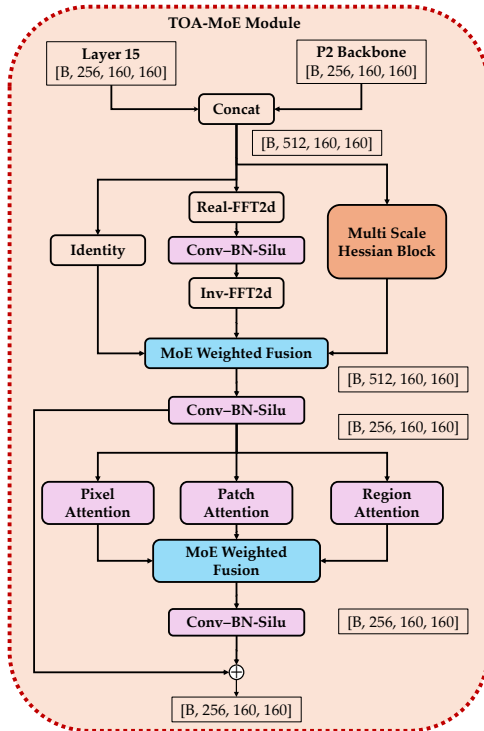 TOA-MoE Module
Layer 15
[B, 256, 160, 160]
P2 Backbone
[B, 256, 160, 160]
Concat
[B, 512, 160, 160]
Real-FFT2d
Identity
Conv–BN-Silu
Multi Scale
Hessian Block
Inv-FFT2d
MoE Weighted Fusion
[B, 512, 160, 160]
Conv–BN-Silu
[B, 256, 160, 160]
Pixel
Attention
Patch
Attention
Region
Attention
MoE Weighted
Fusion
Conv–BN-Silu
[B, 256, 160, 160]
[B, 256, 160, 160]